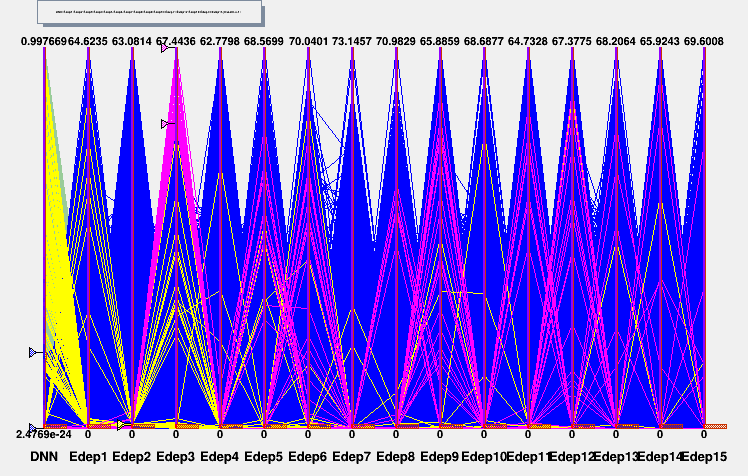 0.997669 64.6235 63.0814 67.4436 62.7798 68.5699 70.0401 73.1457 70.9829 65.8859 68.6877 64.7328 67.3775 68.2064 65.9243 69.6008
2.4769e-24 0 0 0 0 0 0 0 0 0 0 0 0 0 0 0
DNN Edep1 Edep2 Edep3 Edep4 Edep5 Edep6 Edep7 Edep8 Edep9 Edep10 Edep11 Edep12 Edep13 Edep14 Edep15